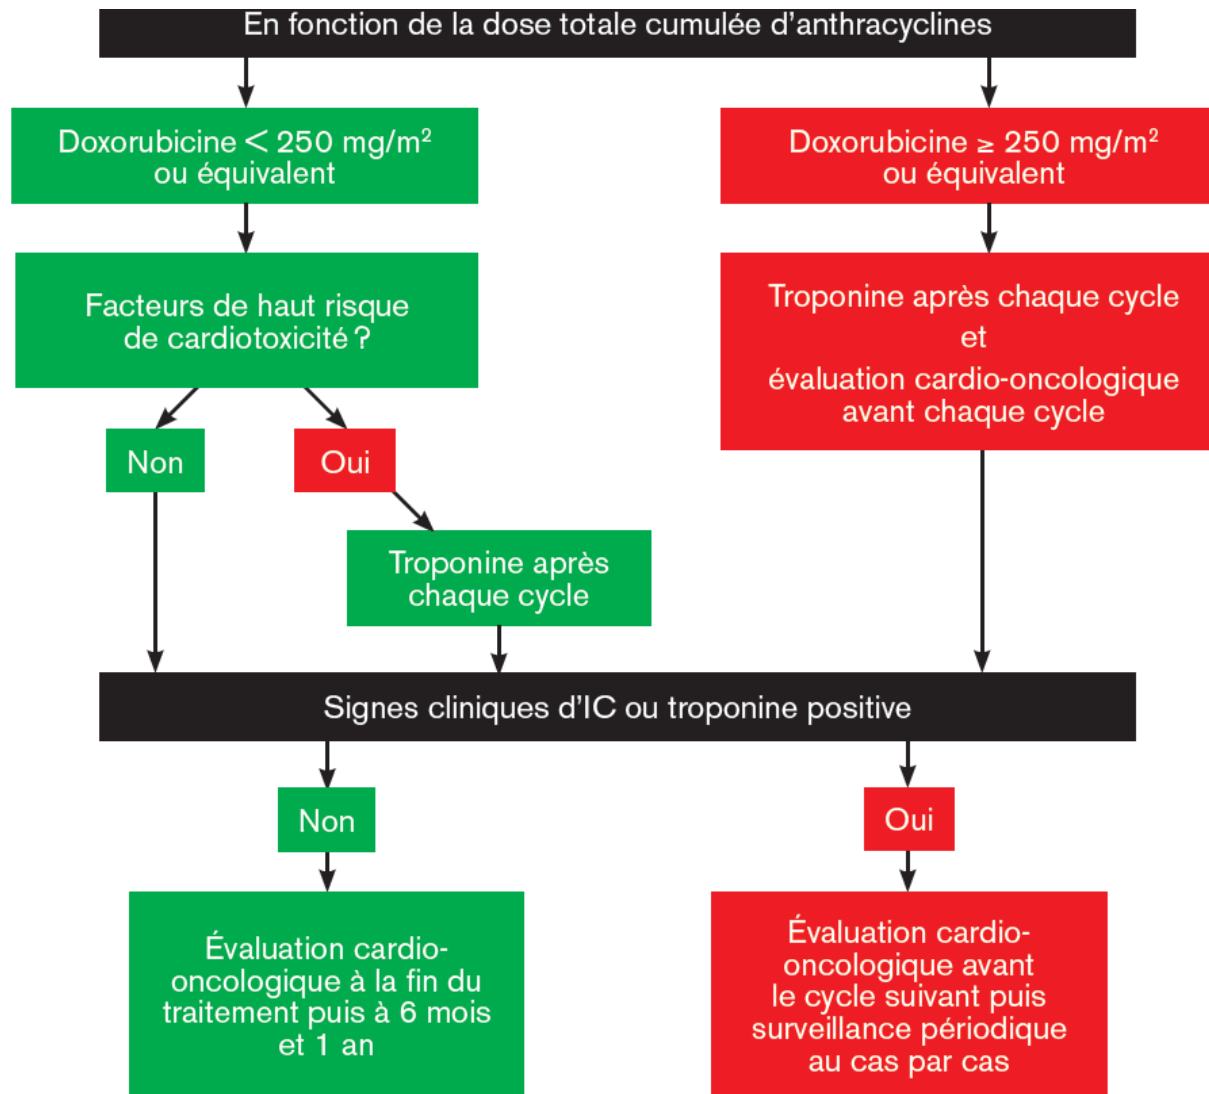 En fonction de la dose totale cumulée d'anthracyclines
Doxorubicine < 250 mg/m²
ou équivalent
Doxorubicine ≥ 250 mg/m²
ou équivalent
Facteurs de haut risque
de cardiotoxicité ?
Troponine après chaque cycle
et
évaluation cardio-oncologique
avant chaque cycle
Non
Oui
Troponine après
chaque cycle
Signes cliniques d'IC ou troponine positive
Non
Oui
Évaluation cardio-
oncologique à la fin du
traitement puis à 6 mois
et 1 an
Évaluation cardio-
oncologique avant
le cycle suivant puis
surveillance périodique
au cas par cas